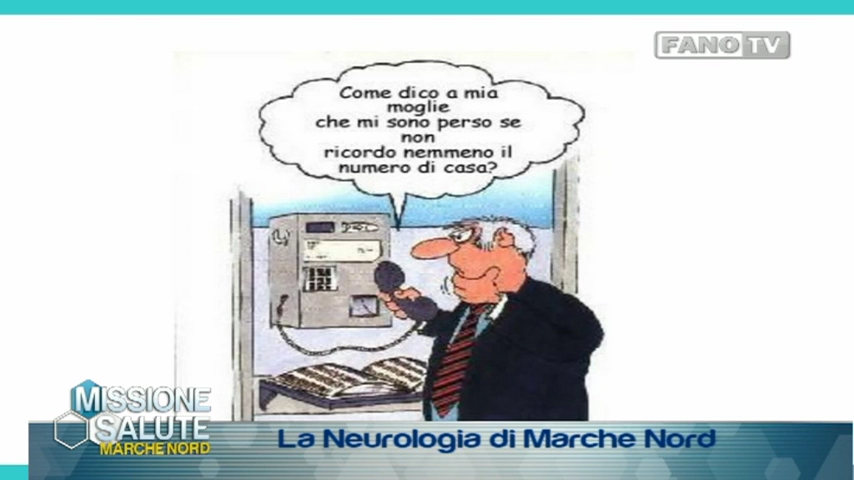 FANO TV
Come dico a mia
moglie
che mi sono perso se
non
ricordo nemmeno il
numero di casa?
MISSIONE
SALUTE
MARCHE NORD
La Neurologia di Marche Nord